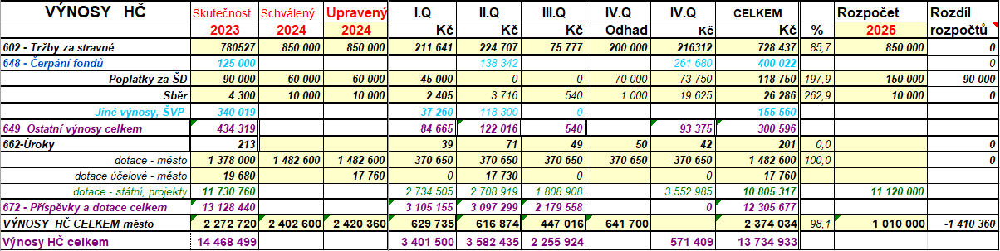 VÝNOSY HČ Skutečnost Schválený Upravený I.Q II.Q III.Q IV.Q IV.Q CELKEM Rozpočet Rozdíl
2023 2024 2024 Kč Kč Kč Odhad Kč Kč % 2025 rozpočtů
602 - Tržby za stravné 780527 850 000 850 000 211 641 224 707 75 777 200 000 216312 728 437 85,7 850 000 0
648 - Čerpání fondů 125 000 138 342 261 680 400 022 0
Poplatky za ŠD 90 000 60 000 60 000 45 000 0 0 70 000 73 750 118 750 197,9 150 000 90 000
Sběr 4 300 10 000 10 000 2 405 3 716 540 1 000 19 625 26 286 262,9 10 000 0
Jiné výnosy, ŠVP 340 019 37 260 118 300 0 155 560
649 Ostatní výnosy celkem 434 319 84 665 122 016 540 93 375 300 596 0
662-Úroky 213 39 71 49 50 42 201 0,0 0
dotace - město 1 378 000 1 482 600 1 482 600 370 650 370 650 370 650 370 650 370 650 1 482 600 100,0 0
dotace účelové - město 19 680 17 760 0 17 730 0 17 760
dotace - státní, projekty 11 730 760 2 734 505 2 708 919 1 808 908 3 552 985 10 805 317 11 120 000
672 - Příspěvky a dotace celkem 13 128 440 3 105 155 3 097 299 2 179 558 0 12 305 677
VÝNOSY HČ CELKEM město 2 272 720 2 402 600 2 420 360 629 735 616 874 447 016 641 700 2 374 034 98,1 1 010 000 -1 410 360
Výnosy HČ celkem 14 468 499 3 401 500 3 582 435 2 255 924 571 409 13 734 933